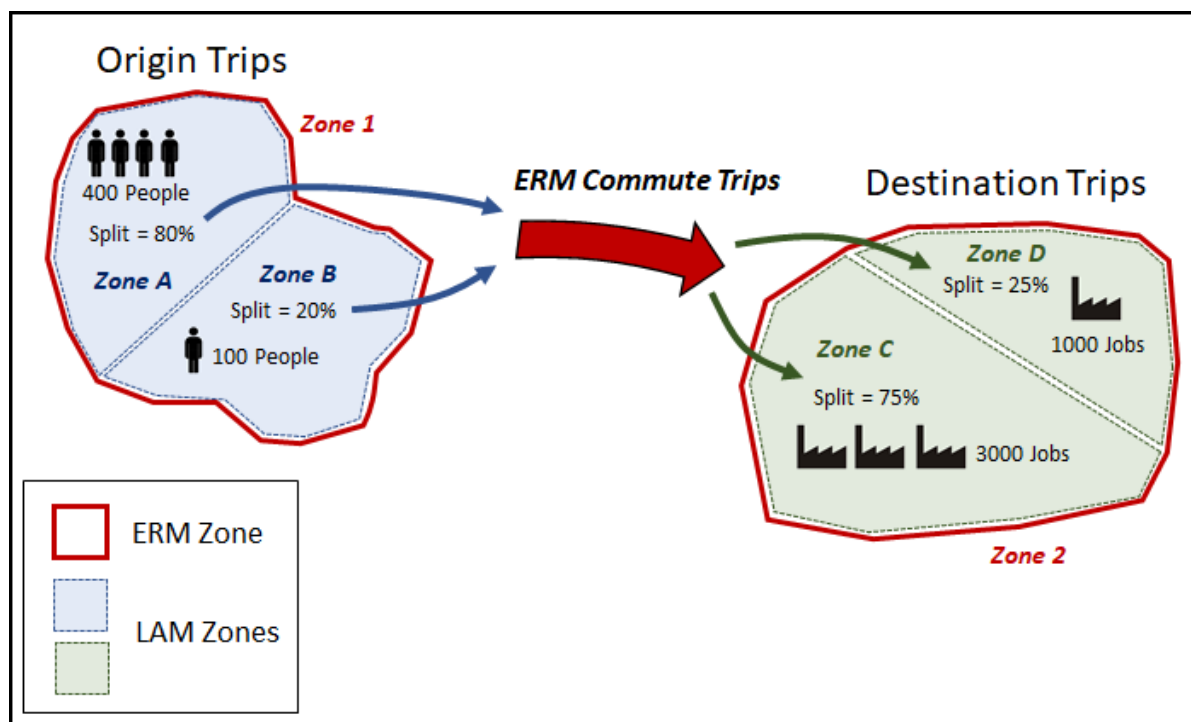 Origin Trips
Zone 1
400 People
Split = 80%
Zone A
Zone B
Split = 20%
100 People
ERM Commute Trips
Destination Trips
Zone D
Split = 25%
1000 Jobs
Zone C
Split = 75%
3000 Jobs
Zone 2
ERM Zone
LAM Zones